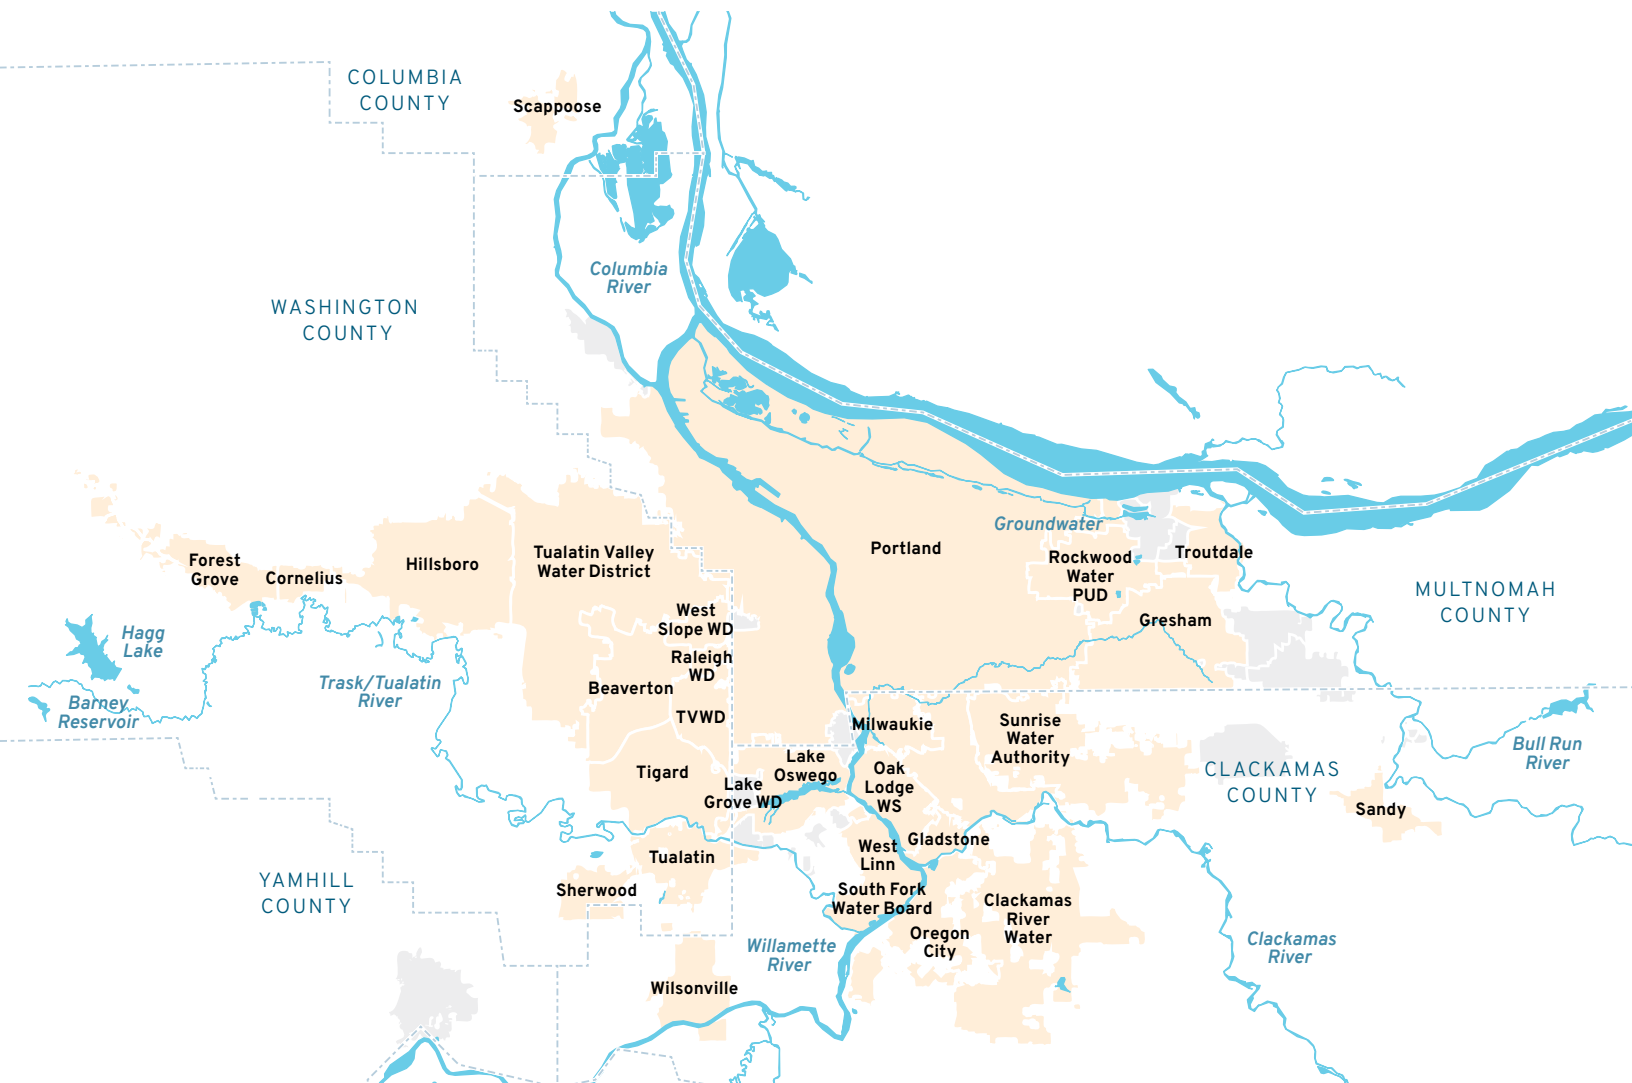 COLUMBIA
COUNTY
Scappoose
Columbia
River
WASHINGTON
COUNTY
Groundwater
Portland
Rockwood
Water
PUD
Troutdale
Gresham
MULTNOMAH
COUNTY
Forest
Grove
Cornelius
Hillsboro
Tualatin Valley
Water District
West
Slope WD
Raleigh
WD
Beaverton
TVWD
Hagg
Lake
Barney
Reservoir
Trask/Tualatin
River
Tigard
Lake
Oswego
Lake
Grove WD
Milwaukie
Oak
Lodge
WS
Sunrise
Water
Authority
CLACKAMAS
COUNTY
Bull Run
River
Sandy
Gladstone
West
Linn
Tualatin
Sherwood
South Fork
Water Board
Clackamas
River
Water
Oregon
City
YAMHILL
COUNTY
Willamette
River
Clackamas
River
Wilsonville